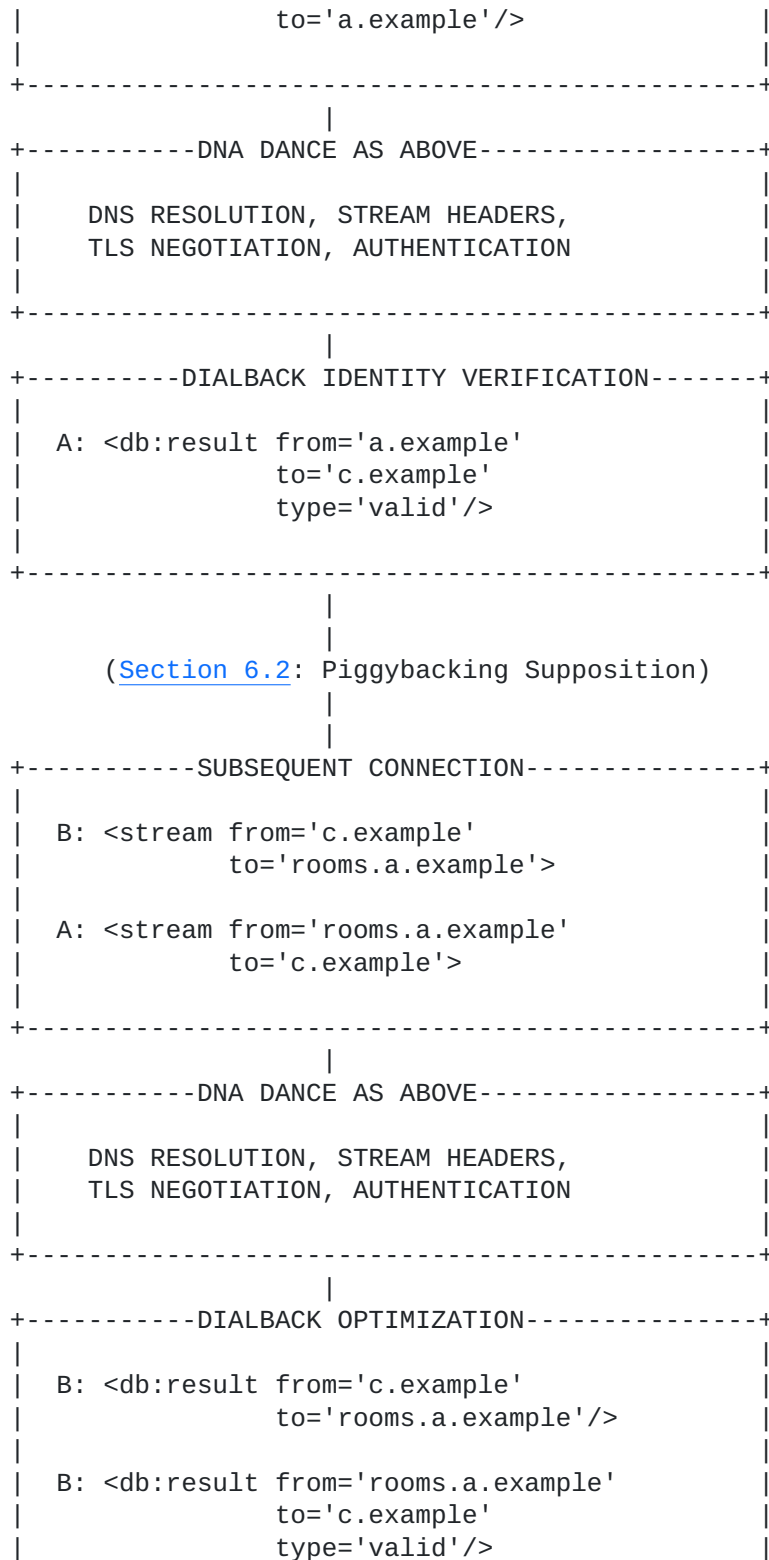 |               to='a.example'/>               |
|                                              |
+----------------------------------------------+
                   |
+-----------DNA DANCE AS ABOVE-----------------+
|                                              |
|    DNS RESOLUTION, STREAM HEADERS,           |
|    TLS NEGOTIATION, AUTHENTICATION           |
|                                              |
+----------------------------------------------+
                   |
+----------DIALBACK IDENTITY VERIFICATION-------+
|                                              |
|  A: <db:result from='a.example'              |
|               to='c.example'                 |
|               type='valid'/>                 |
|                                              |
+----------------------------------------------+
                   |
                   |
     (Section 6.2: Piggybacking Supposition)
                   |
                   |
+-----------SUBSEQUENT CONNECTION--------------+
|                                              |
|  B: <stream from='c.example'                 |
|            to='rooms.a.example'>             |
|                                              |
|  A: <stream from='rooms.a.example'           |
|            to='c.example'>                   |
|                                              |
+----------------------------------------------+
                   |
+-----------DNA DANCE AS ABOVE-----------------+
|                                              |
|    DNS RESOLUTION, STREAM HEADERS,           |
|    TLS NEGOTIATION, AUTHENTICATION           |
|                                              |
+----------------------------------------------+
                   |
+-----------DIALBACK OPTIMIZATION--------------+
|                                              |
|  B: <db:result from='c.example'              |
|               to='rooms.a.example'/>         |
|                                              |
|  B: <db:result from='rooms.a.example'        |
|               to='c.example'                 |
|               type='valid'/>                 |